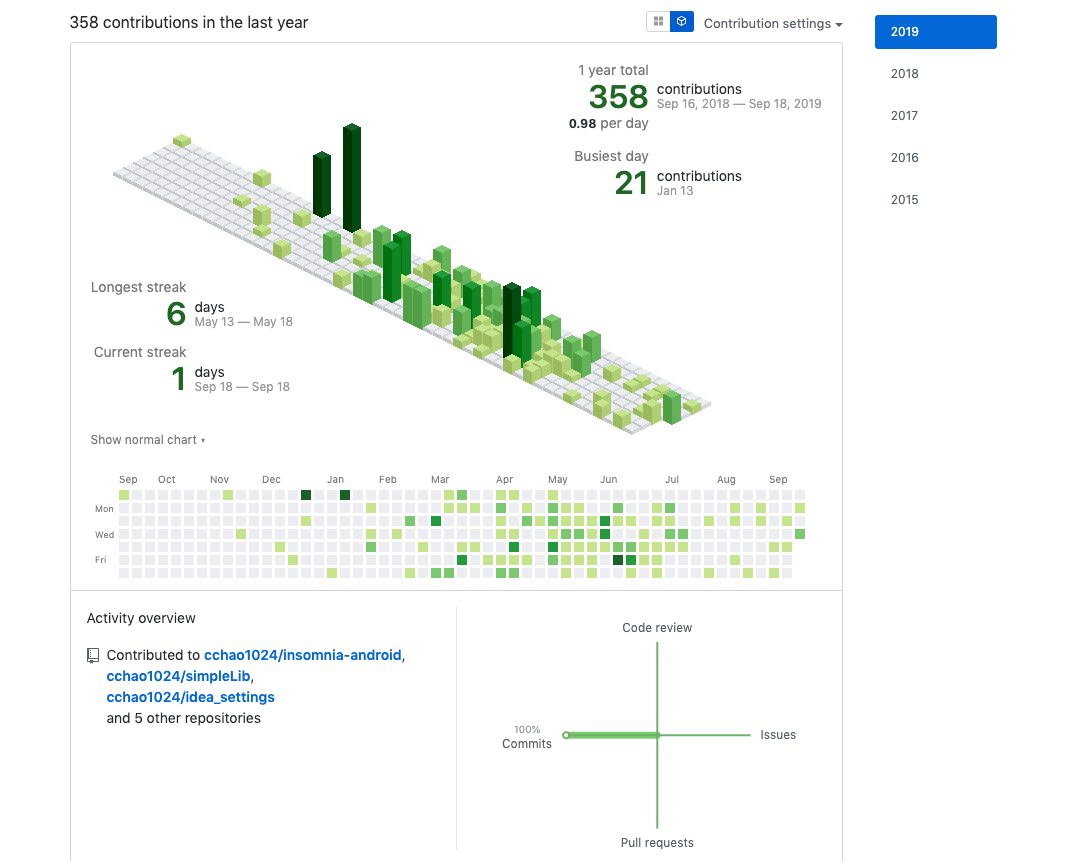 358 contributions in the last year
Contribution settings
2019
2018
2017
2016
2015
1 year total
358 contributions
Sep 16, 2018 — Sep 18, 2019
0.98 per day
Busiest day
21 contributions
Jan 13
Longest streak
6 days
May 13 — May 18
Current streak
1 days
Sep 18 — Sep 18
Show normal chart
Sep Oct Nov Dec Jan Feb Mar Apr May Jun Jul Aug Sep
Mon
Wed
Fri
Activity overview
Contributed to cchao1024/insomnia-android,
cchao1024/simpleLib,
cchao1024/idea_settings
and 5 other repositories
Code review
100%
Commits
Issues
Pull requests